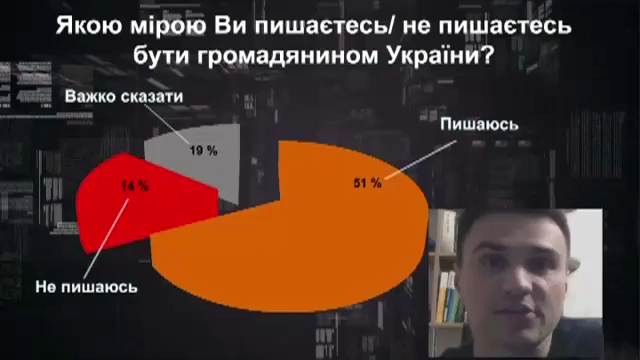 Якою мірою Ви пишаєтесь/ не пишаєтесь
бути громадянином України?
Важко сказати
Пишаюсь
19 %
14 %
51 %
Не пишаюсь